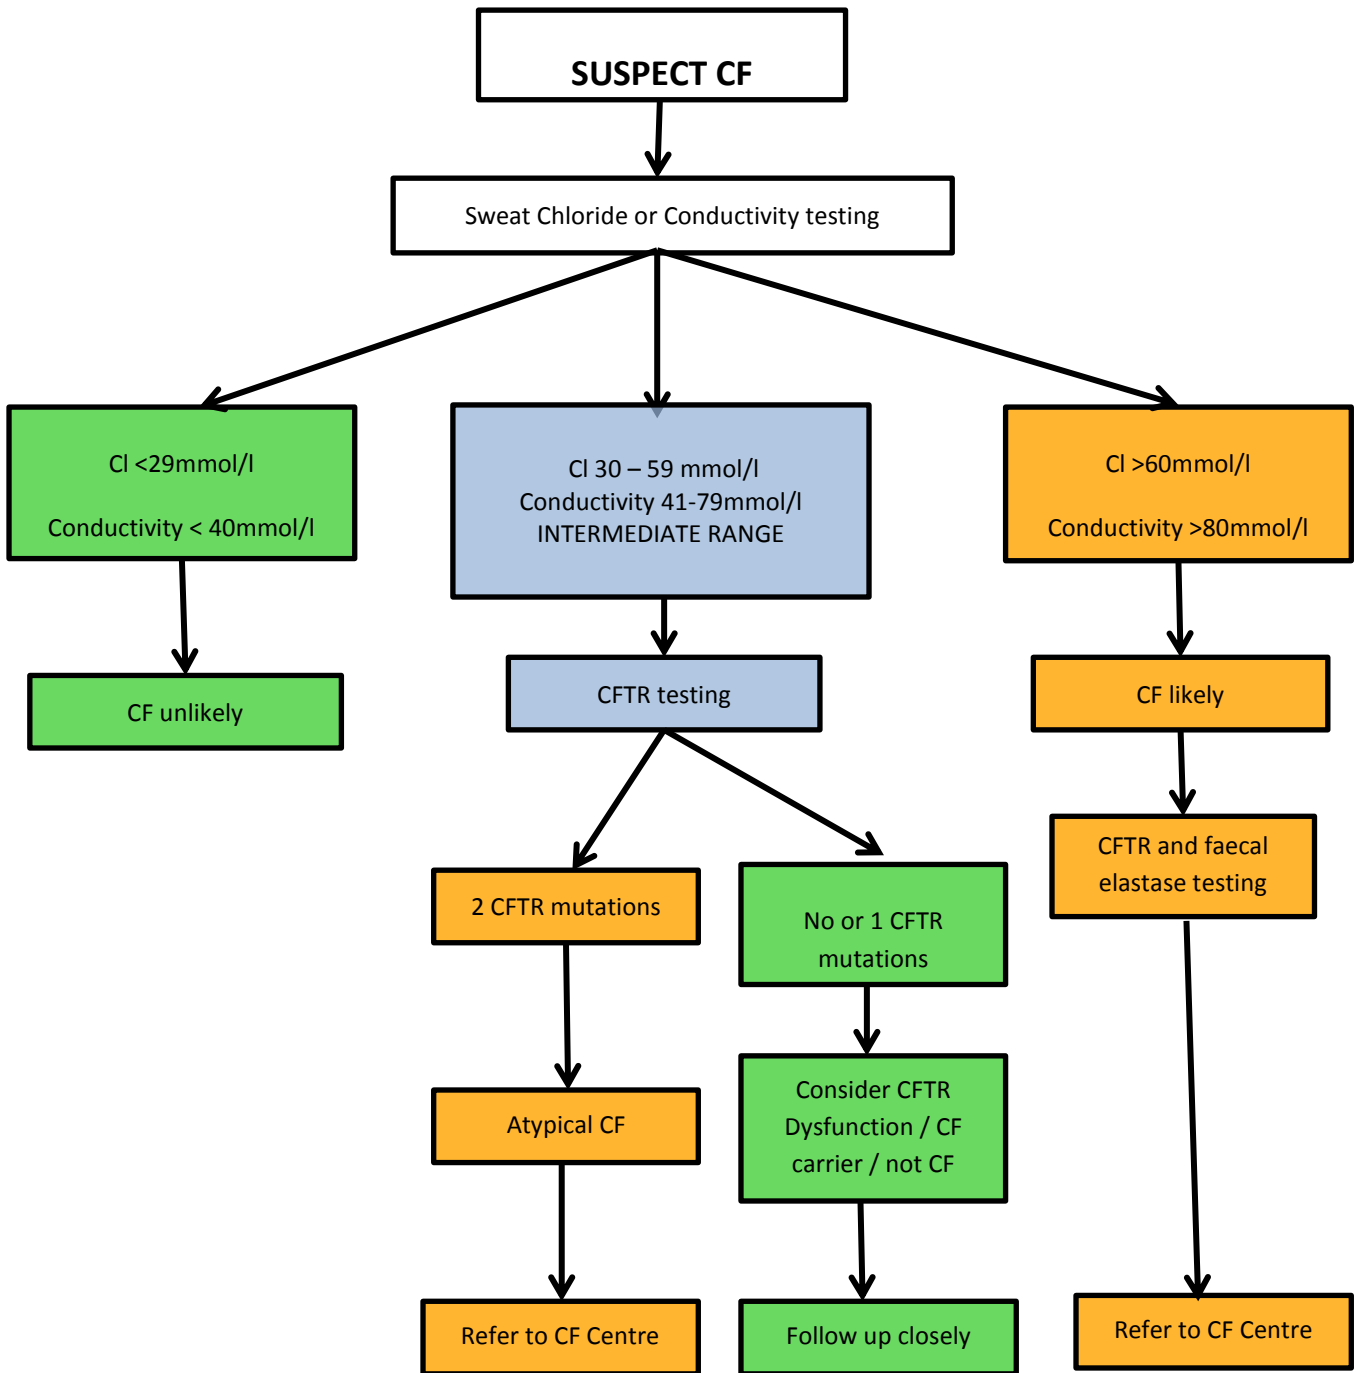 SUSPECT CF
Sweat Chloride or Conductivity testing
Cl <29mmol/l
Conductivity < 40mmol/l
Cl 30 – 59 mmol/l
Conductivity 41-79mmol/l
INTERMEDIATE RANGE
Cl >60mmol/l
Conductivity >80mmol/l
CF unlikely
CFTR testing
CF likely
2 CFTR mutations
No or 1 CFTR
mutations
CFTR and faecal
elastase testing
Atypical CF
Consider CFTR
Dysfunction / CF
carrier / not CF
Refer to CF Centre
Follow up closely
Refer to CF Centre